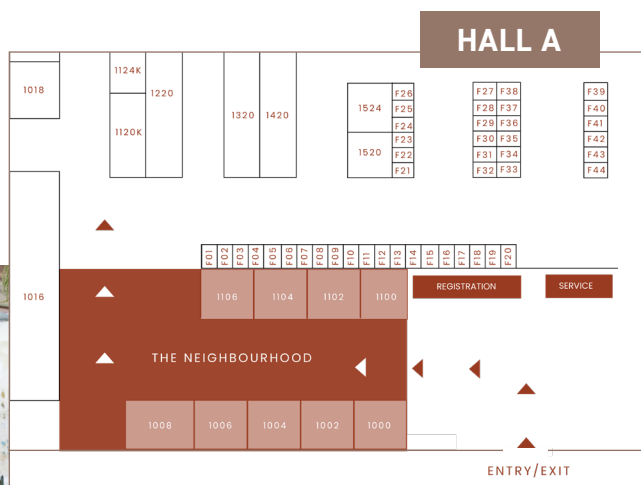 HALL A
1018
1124K
1220
1120K
1320
1420
1524
1520
F26
F25
F24
F23
F22
F21
F27 F38
F28 F37
F29 F36
F30 F35
F31 F34
F32 F33
F39
F40
F41
F42
F43
F44
F01 F02 F03 F04 F05 F06 F07 F08 F09 F10 F11 F12 F13 F14 F15 F16 F17 F18 F19 F20
1016
1106 1104 1102 1100
REGISTRATION
SERVICE
THE NEIGHBOURHOOD
1008 1006 1004 1002 1000
ENTRY/EXIT